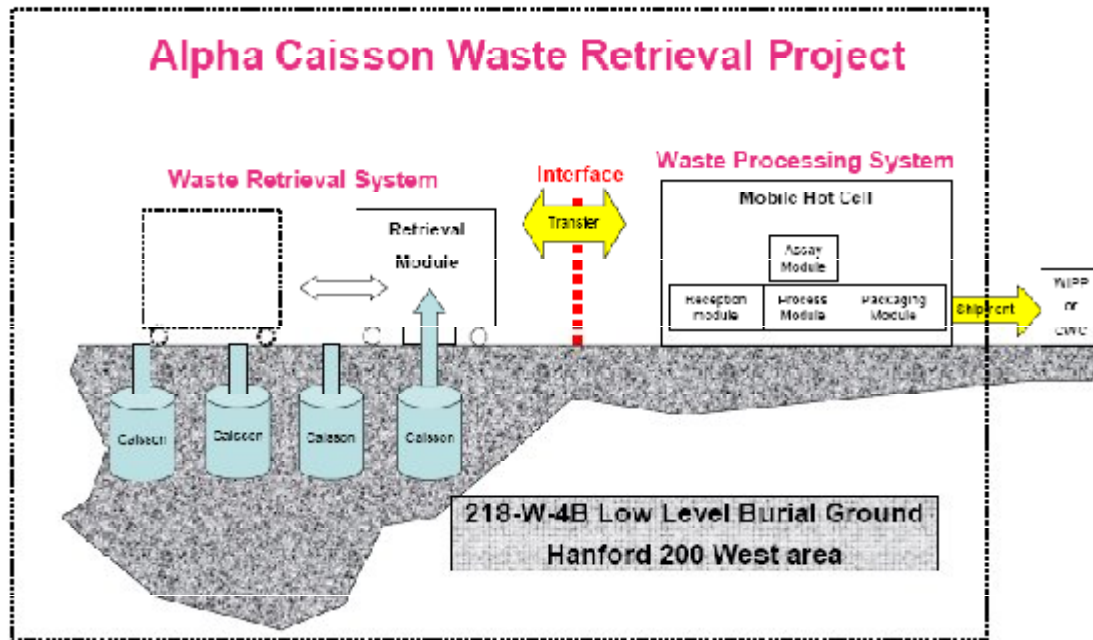 Alpha Caisson Waste Retrieval Project
Waste Retrieval System
Interface
Waste Processing System
Retrieval
Module
Transfer
Mobile Hot Cell
Assay
Module
Reception
module
Process
Module
Packaging
Module
Shipment
WIPP
or
CWC
Caisson
Caisson
Caisson
Caisson
218-W-4B Low Level Burial Ground
Hanford 200 West area